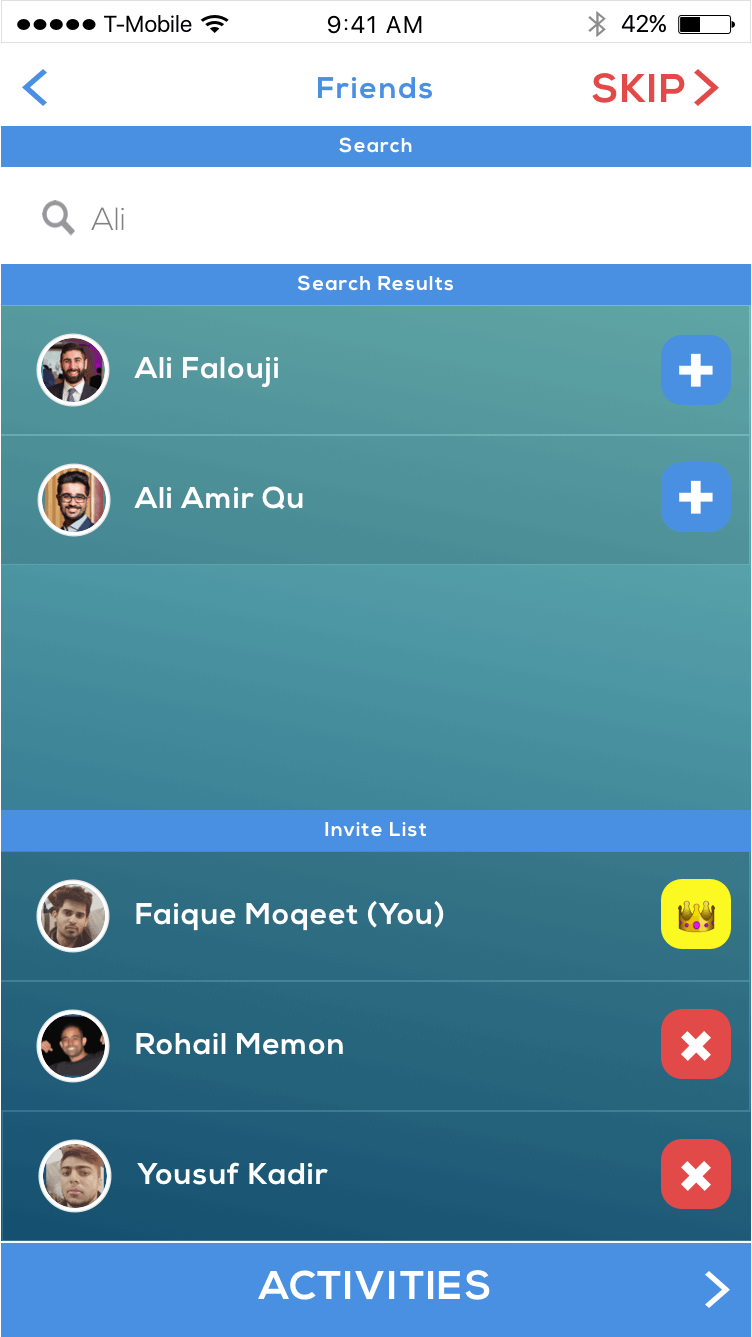 T-Mobile 9:41 AM 42%
Friends SKIP
Search
Ali
Search Results
Ali Falouji
Ali Amir Qu
Invite List
Faique Moqeet (You)
Rohail Memon
Yousuf Kadir
ACTIVITIES